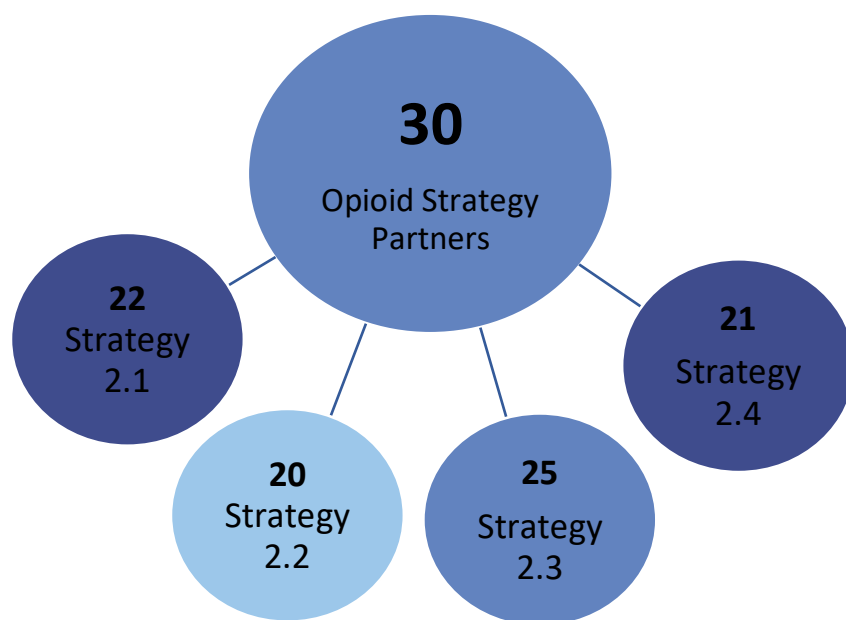 30
Opioid Strategy
Partners
22
Strategy
2.1
20
Strategy
2.2
25
Strategy
2.3
21
Strategy
2.4